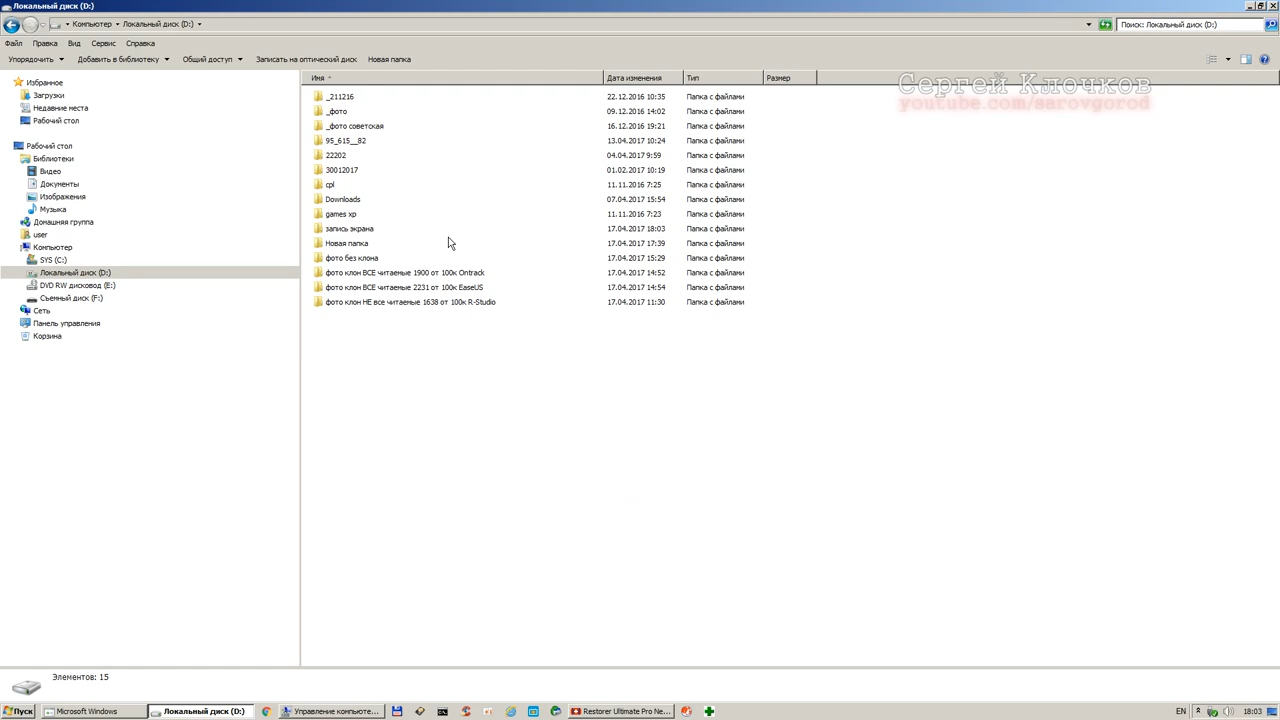 Локальный диск (D:)
Компьютер ▸ Локальный диск (D:) ▸
Поиск: Локальный диск (D:)
Файл Правка Вид Сервис Справка
Упорядочить Добавить в библиотеку Общий доступ Записать на оптический диск Новая папка
Избранное
Загрузки
Недавние места
Рабочий стол
Рабочий стол
Библиотеки
Видео
Документы
Изображения
Музыка
Домашняя группа
user
Компьютер
SYS (C:)
Локальный диск (D:)
DVD RW дисковод (E:)
Съемный диск (F:)
Сеть
Панель управления
Корзина
Имя Дата изменения Тип Размер
_211216 22.12.2016 10:35 Папка с файлами
_фото 09.12.2016 14:02 Папка с файлами
_фото советская 16.12.2016 19:21 Папка с файлами
95_615__82 13.04.2017 10:24 Папка с файлами
22202 04.04.2017 9:59 Папка с файлами
30012017 01.02.2017 10:19 Папка с файлами
cpl 11.11.2016 7:25 Папка с файлами
Downloads 07.04.2017 15:54 Папка с файлами
games xp 11.11.2016 7:23 Папка с файлами
запись экрана 17.04.2017 18:03 Папка с файлами
Новая папка 17.04.2017 17:39 Папка с файлами
фото без клона 17.04.2017 15:29 Папка с файлами
фото клон ВСЕ читаемые 1900 от 100к Ontrack 17.04.2017 14:52 Папка с файлами
фото клон ВСЕ читаемые 2231 от 100к EaseUS 17.04.2017 14:54 Папка с файлами
фото клон НЕ все читаемые 1638 от 100к R-Studio 17.04.2017 11:30 Папка с файлами
Сергей Клочков
youtube.com/sarovgorod
Элементов: 15
Пуск Microsoft Windows Локальный диск (D:) Управление компьюте... Restorer Ultimate Pro Ne... EN 18:03